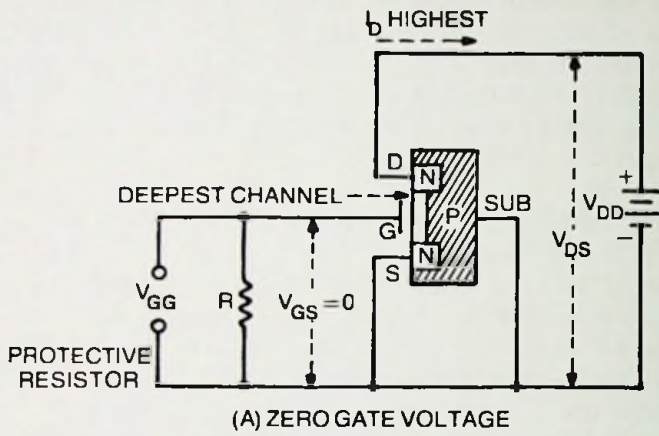 I_D HIGHEST
D
N
DEEPEST CHANNEL
P
SUB
+
V_DD
G
V_DS
−
N
S
V_GG
R
V_GS = 0
PROTECTIVE
RESISTOR
(A) ZERO GATE VOLTAGE